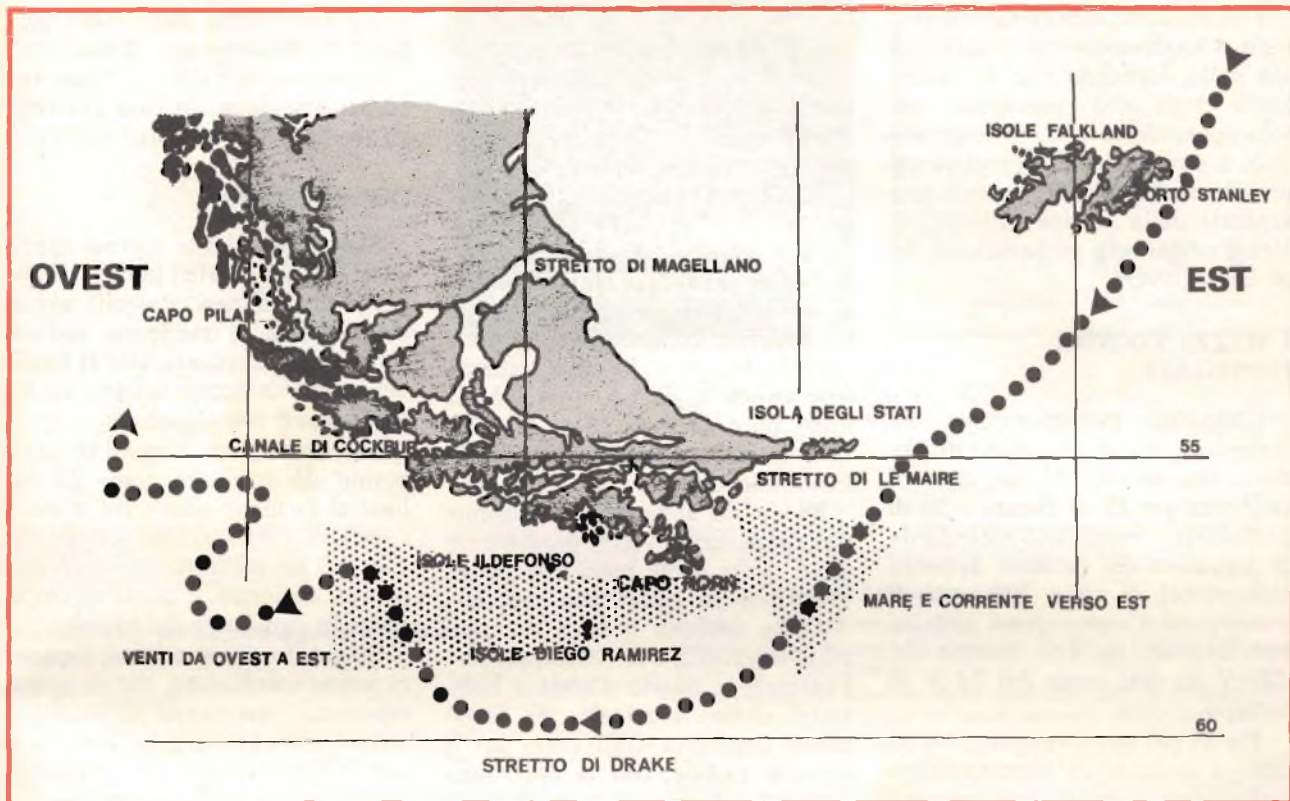 ISOLE FALKLAND
PORTO STANLEY
OVEST
EST
STRETTO DI MAGELLANO
CAPO PILAR
ISOLA DEGLI STATI
CANALE DI COCKBUR
55
STRETTO DI LE MAIRE
ISOLE ILDEFONSO
CAPO HORN
MARE E CORRENTE VERSO EST
VENTI DA OVEST A EST
ISOLE DIEGO RAMIREZ
60
STRETTO DI DRAKE